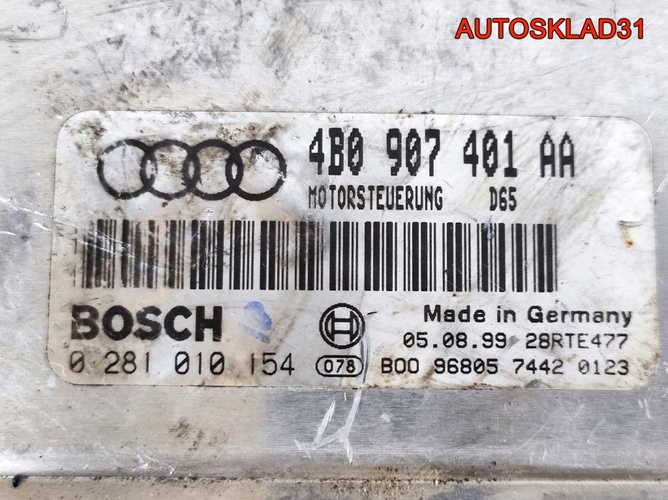 AUTOSKLAD31
4B0 907 401 AA
MOTORSTEUERUNG D65
BOSCH
Made in Germany
05.08.99 28RTE477
0 281 010 154 078 B00 96805 7442 0123